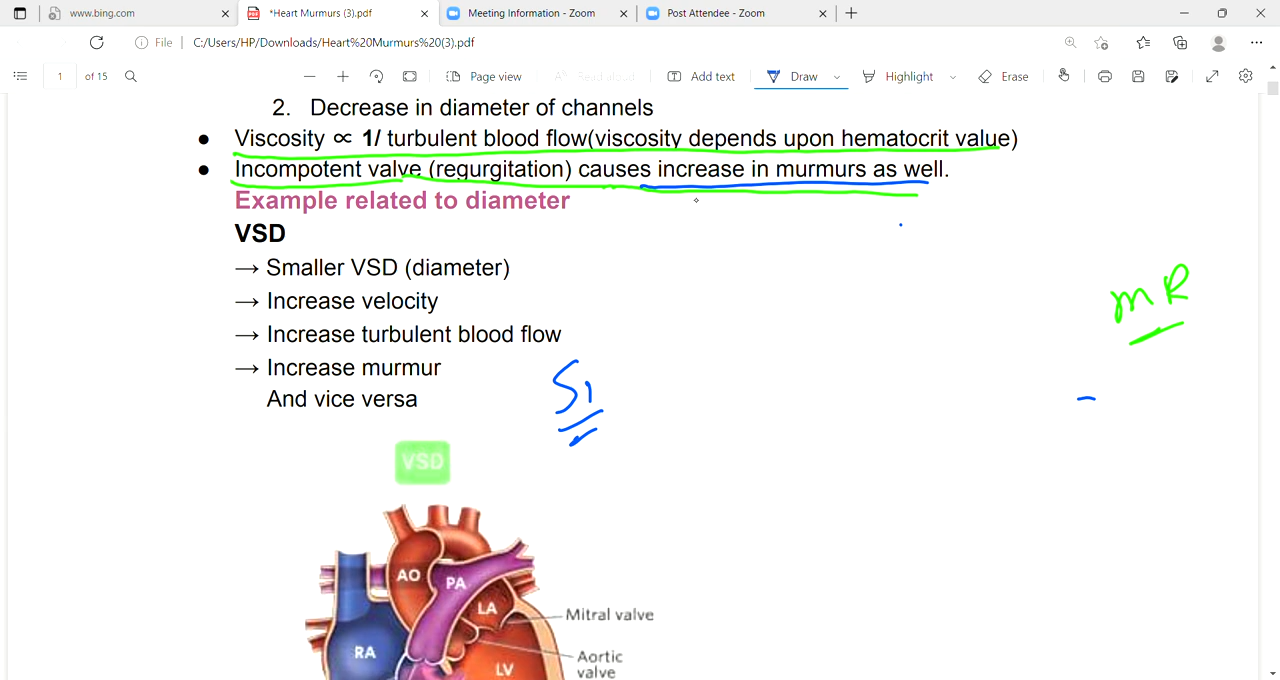 www.bing.com
*Heart Murmurs (3).pdf
Meeting Information - Zoom
Post Attendee - Zoom
File
C:/Users/HP/Downloads/Heart%20Murmurs%20(3).pdf
1 of 15
Page view
Read aloud
Add text
Draw
Highlight
Erase
2. Decrease in diameter of channels
● Viscosity ∝ 1/ turbulent blood flow(viscosity depends upon hematocrit value)
● Incompotent valve (regurgitation) causes increase in murmurs as well.
Example related to diameter
VSD
→ Smaller VSD (diameter)
→ Increase velocity
mR
→ Increase turbulent blood flow
→ Increase murmur
S1
And vice versa
VSD
AO
PA
LA
Mitral valve
RA
Aortic
LV
valve